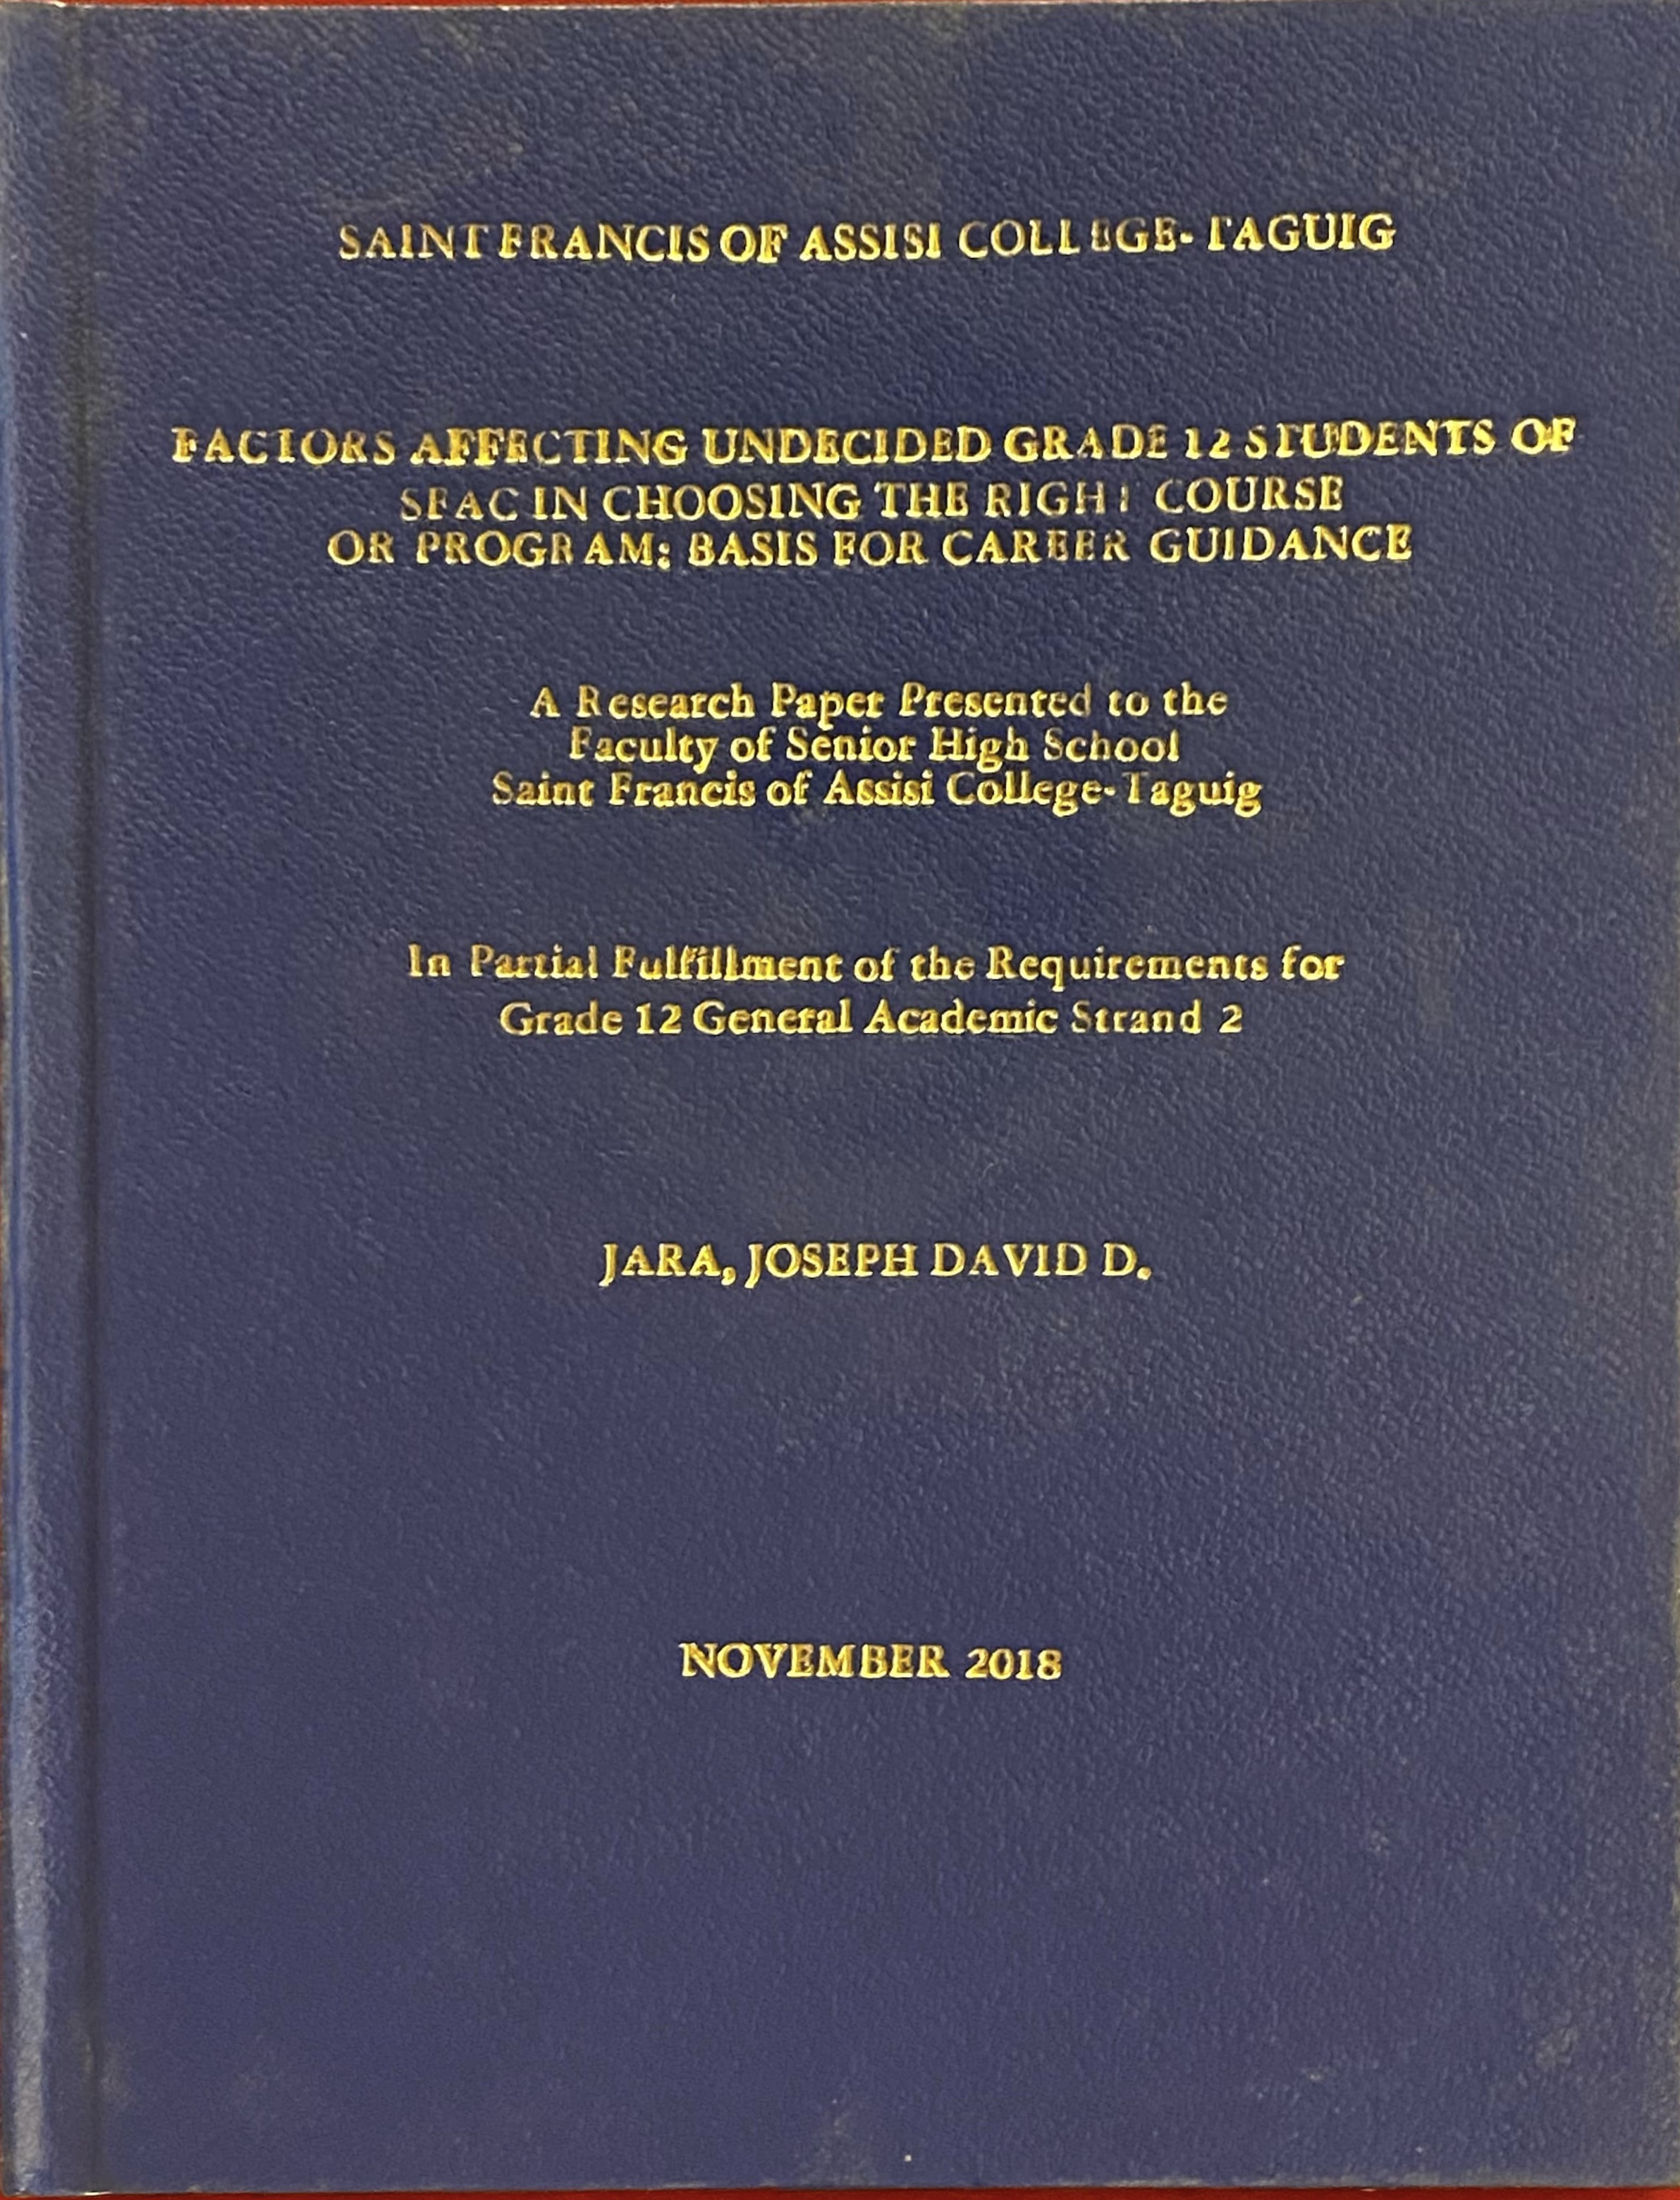 SAINT FRANCIS OF ASSISI COLLEGE-TAGUIG
FACTORS AFFECTING UNDECIDED GRADE 12 STUDENTS OF
SFAC IN CHOOSING THE RIGHT COURSE
OR PROGRAM: BASIS FOR CAREER GUIDANCE
A Research Paper Presented to the
Faculty of Senior High School
Saint Francis of Assisi College-Taguig
In Partial Fulfillment of the Requirements for
Grade 12 General Academic Strand 2
JARA, JOSEPH DAVID D.
NOVEMBER 2018